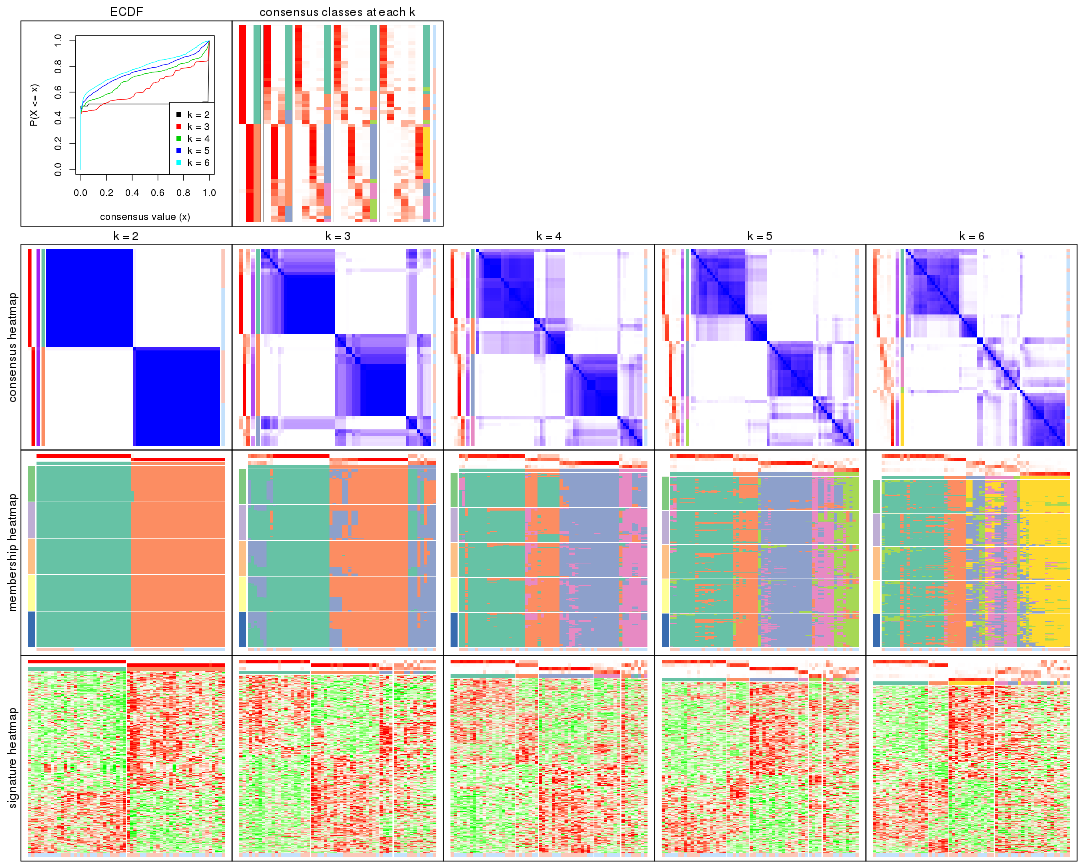 ECDF
consensus classes at each k
P(X <= x)
0.0 0.2 0.4 0.6 0.8 1.0
k = 2
k = 3
k = 4
k = 5
k = 6
0.0 0.2 0.4 0.6 0.8 1.0
consensus value (x)
k = 2 k = 3 k = 4 k = 5 k = 6
consensus heatmap
membership heatmap
signature heatmap